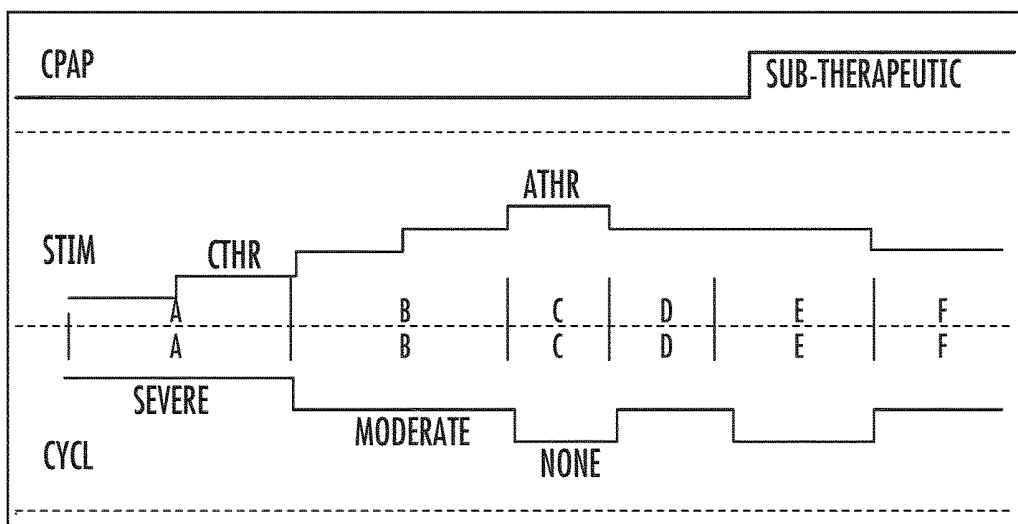 CPAP
SUB-THERAPEUTIC
ATHR
STIM
CTHR
A B C D E F
A B C D E F
SEVERE
MODERATE
CYCL
NONE